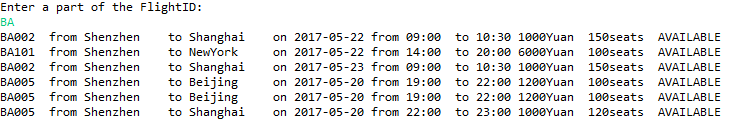 Enter a part of the FlightID:
BA
BA002  from Shenzhen    to Shanghai    on 2017-05-22 from 09:00  to 10:30 1000Yuan  150seats  AVAILABLE
BA101  from Shenzhen    to NewYork     on 2017-05-22 from 14:00  to 20:00 6000Yuan  100seats  AVAILABLE
BA002  from Shenzhen    to Shanghai    on 2017-05-23 from 09:00  to 10:30 1000Yuan  150seats  AVAILABLE
BA005  from Shenzhen    to Beijing     on 2017-05-20 from 19:00  to 22:00 1200Yuan  100seats  AVAILABLE
BA005  from Shenzhen    to Beijing     on 2017-05-20 from 19:00  to 22:00 1200Yuan  100seats  AVAILABLE
BA005  from Shenzhen    to Shanghai    on 2017-05-20 from 22:00  to 23:00 1000Yuan  120seats  AVAILABLE